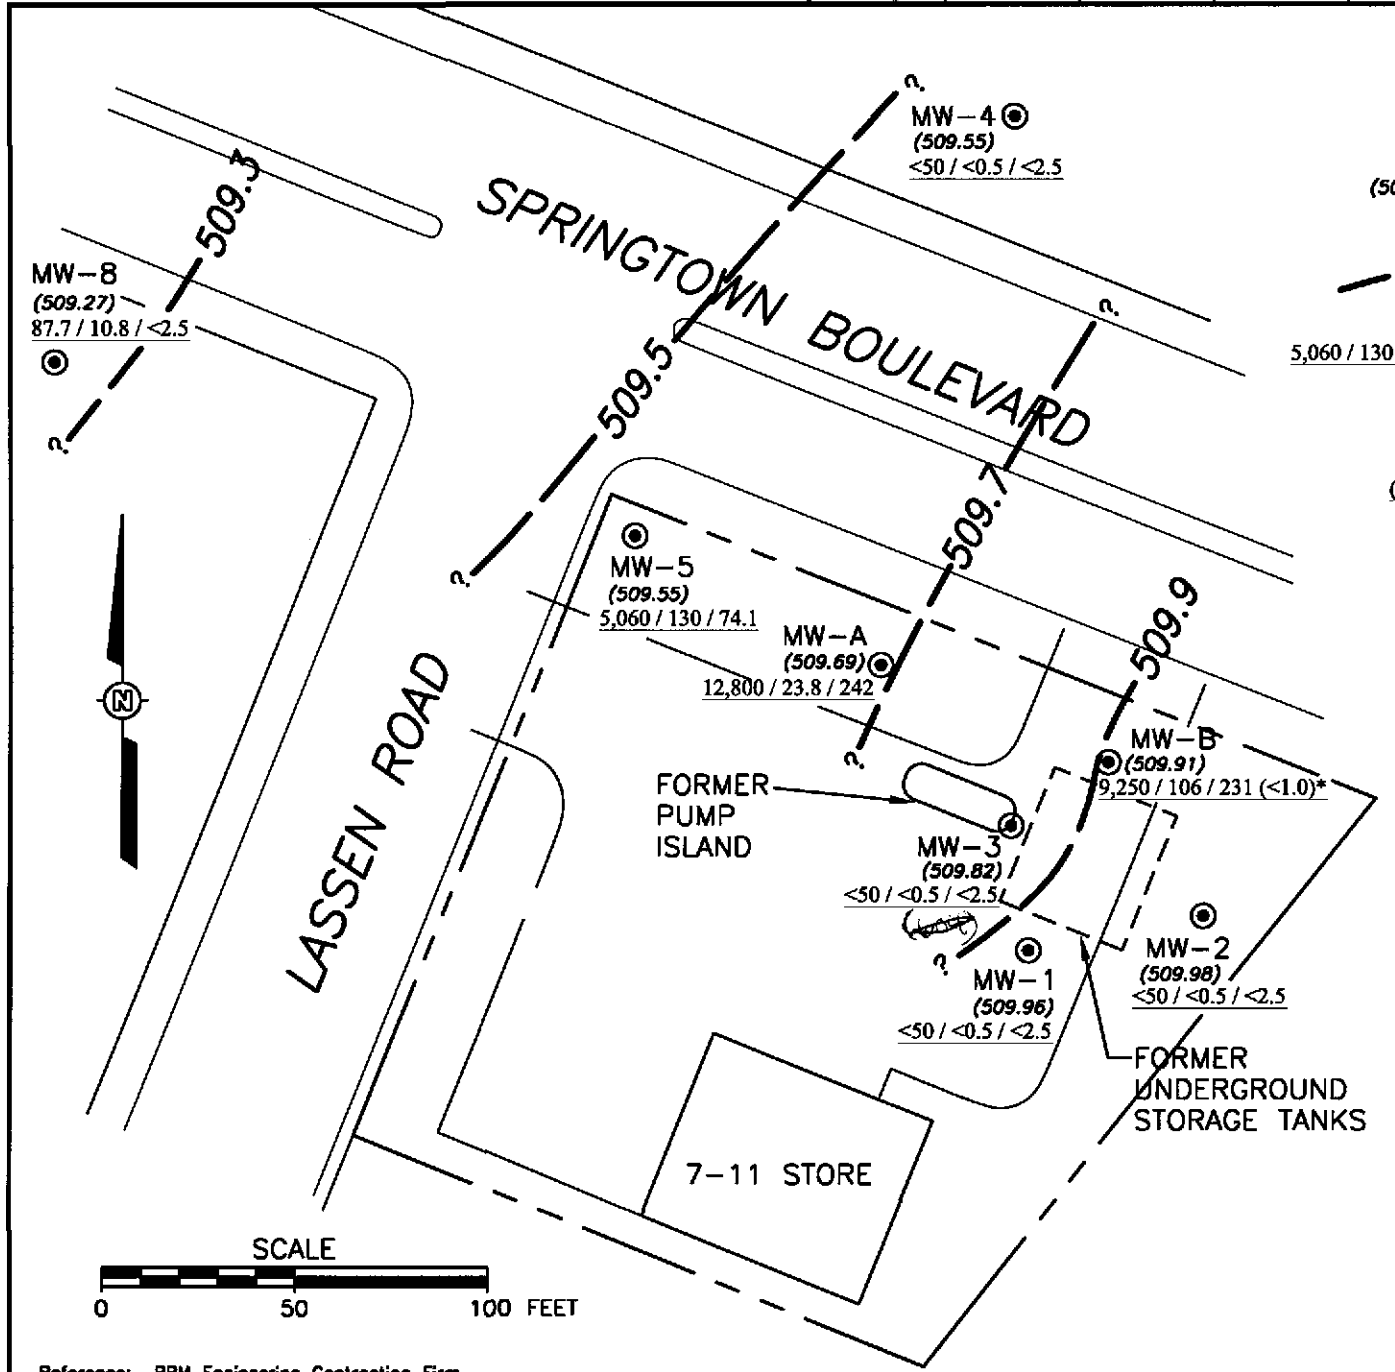 MW-4
(509.55)
<50 / <0.5 / <2.5
509.3
SPRINGTOWN BOULEVARD
(50
MW-8
(509.27)
87.7 / 10.8 / <2.5
509.5
5,060 / 130
509.7
MW-5
(509.55)
5,060 / 130 / 74.1
MW-A
(509.69)
12,800 / 23.8 / 242
509.9
N
LASSEN ROAD
MW-B
(509.91)
9,250 / 106 / 231 (<1.0)*
FORMER
PUMP
ISLAND
MW-3
(509.82)
<50 / <0.5 / <2.5
MW-2
(509.98)
<50 / <0.5 / <2.5
MW-1
(509.96)
<50 / <0.5 / <2.5
FORMER
UNDERGROUND
STORAGE TANKS
7-11 STORE
SCALE
0 50 100 FEET
?
?
?
?
?
?
?